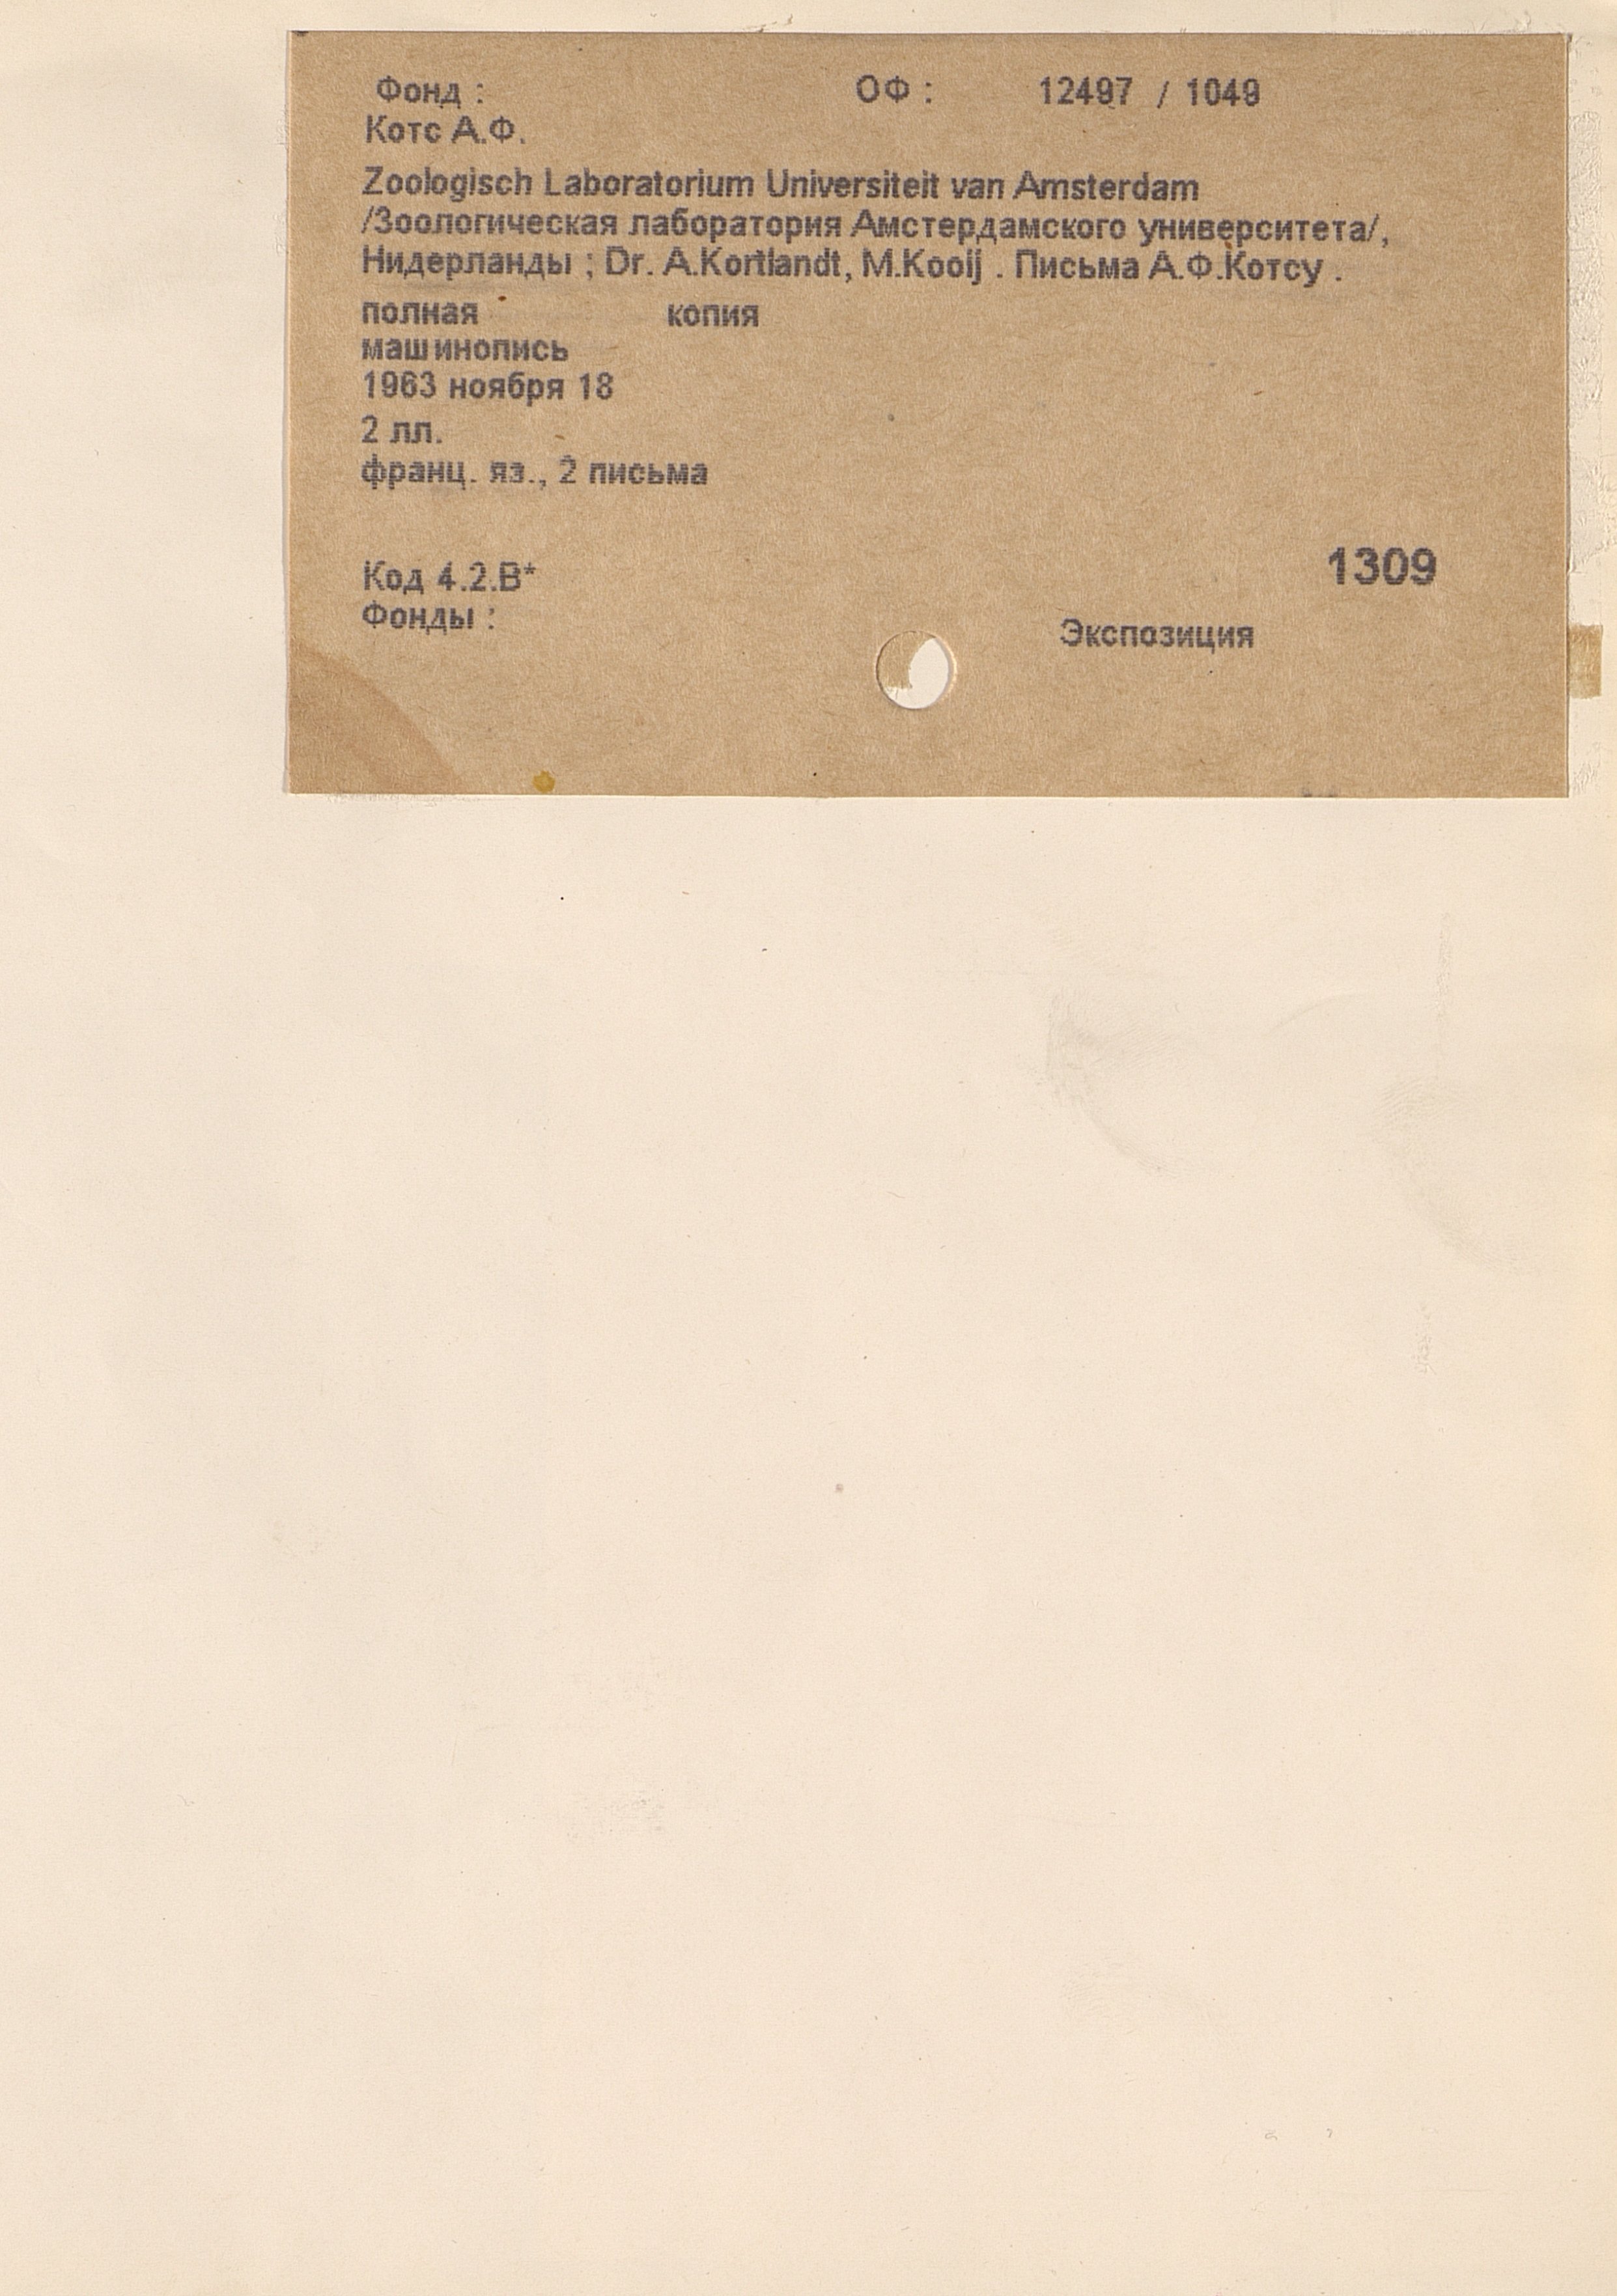 Фонд : ОФ : 12497 / 1049
Котс А.Ф.
Zoologisch Laboratorium Universiteit van Amsterdam
/Зоологическая лаборатория Амстердамского университета/,
Нидерланды ; Dr. A.Kortlandt, M.Kooij . Письма А.Ф.Котсу .
полная копия
машинопись
1963 ноября 18
2 лл.
франц. яз., 2 письма
1309
Код 4.2.В*
Фонды :
Экспозиция